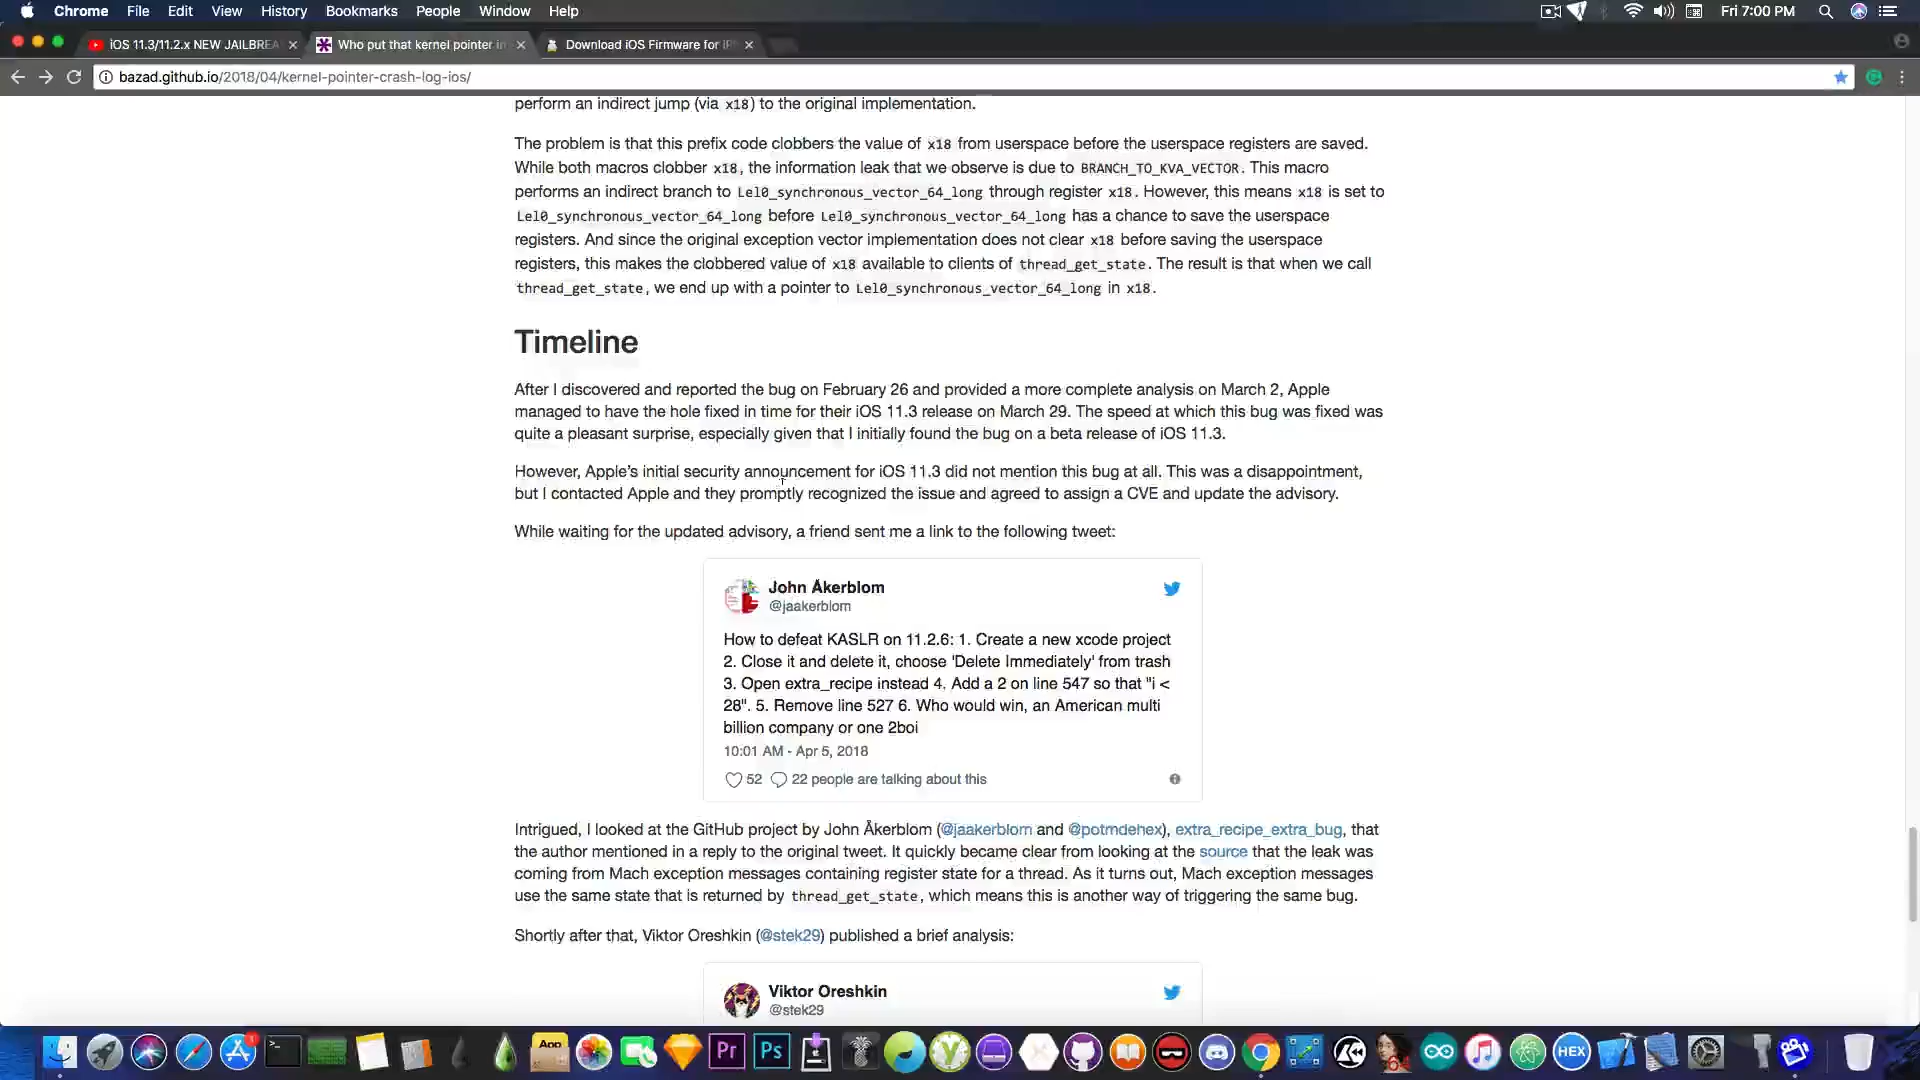 Chrome File Edit View History Bookmarks People Window Help Fri 7:00 PM
iOS 11.3/11.2.x NEW JAILBREA Who put that kernel pointer in Download iOS Firmware for iP
bazad.github.io/2018/04/kernel-pointer-crash-log-ios/
perform an indirect jump (via x18) to the original implementation.
The problem is that this prefix code clobbers the value of x18 from userspace before the userspace registers are saved.
While both macros clobber x18, the information leak that we observe is due to BRANCH_TO_KVA_VECTOR. This macro
performs an indirect branch to Lel0_synchronous_vector_64_long through register x18. However, this means x18 is set to
Lel0_synchronous_vector_64_long before Lel0_synchronous_vector_64_long has a chance to save the userspace
registers. And since the original exception vector implementation does not clear x18 before saving the userspace
registers, this makes the clobbered value of x18 available to clients of thread_get_state. The result is that when we call
thread_get_state, we end up with a pointer to Lel0_synchronous_vector_64_long in x18.
Timeline
After I discovered and reported the bug on February 26 and provided a more complete analysis on March 2, Apple
managed to have the hole fixed in time for their iOS 11.3 release on March 29. The speed at which this bug was fixed was
quite a pleasant surprise, especially given that I initially found the bug on a beta release of iOS 11.3.
However, Apple's initial security announcement for iOS 11.3 did not mention this bug at all. This was a disappointment,
but I contacted Apple and they promptly recognized the issue and agreed to assign a CVE and update the advisory.
While waiting for the updated advisory, a friend sent me a link to the following tweet:
John Åkerblom
@jaakerblom
How to defeat KASLR on 11.2.6: 1. Create a new xcode project
2. Close it and delete it, choose 'Delete Immediately' from trash
3. Open extra_recipe instead 4. Add a 2 on line 547 so that "i <
28". 5. Remove line 527 6. Who would win, an American multi
billion company or one 2boi
10:01 AM - Apr 5, 2018
52 22 people are talking about this
Intrigued, I looked at the GitHub project by John Åkerblom (@jaakerblom and @potmdehex), extra_recipe_extra_bug, that
the author mentioned in a reply to the original tweet. It quickly became clear from looking at the source that the leak was
coming from Mach exception messages containing register state for a thread. As it turns out, Mach exception messages
use the same state that is returned by thread_get_state, which means this is another way of triggering the same bug.
Shortly after that, Viktor Oreshkin (@stek29) published a brief analysis:
Viktor Oreshkin
@stek29
App Pr Ps HEX